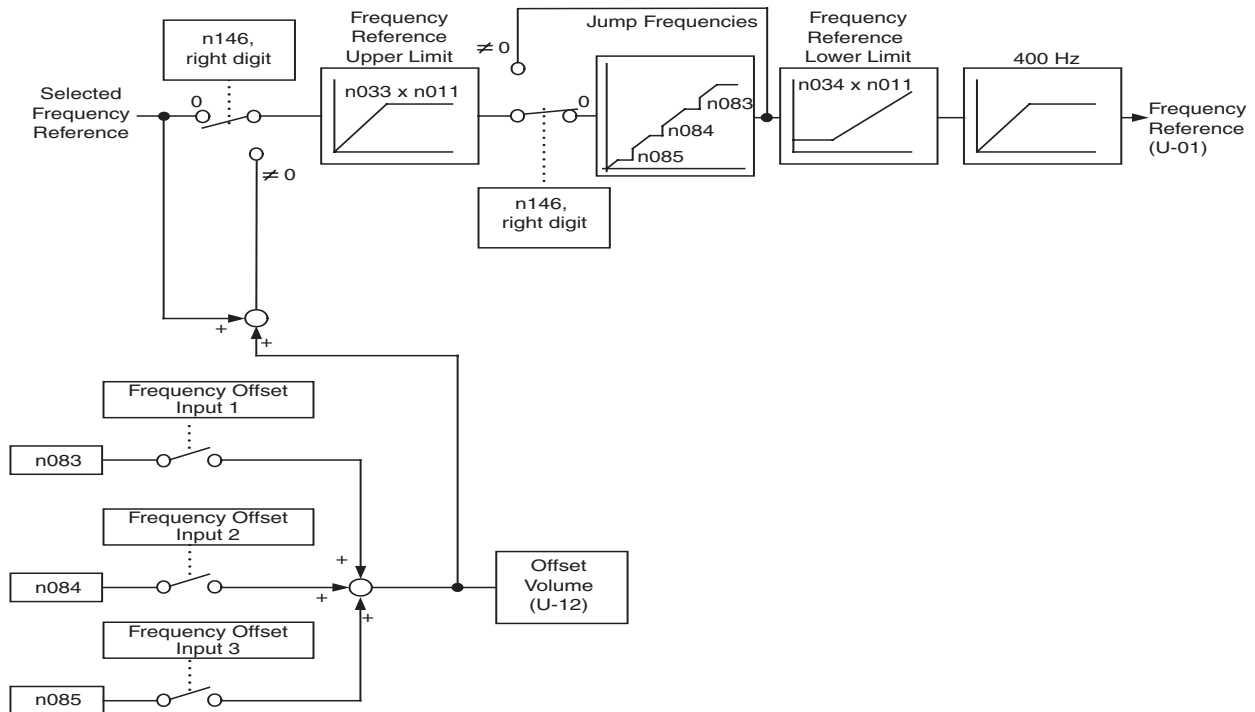 n146,
right digit
Frequency
Reference
Upper Limit
Jump Frequencies
Frequency
Reference
Lower Limit
400 Hz
≠ 0
Selected
Frequency
Reference
0
n033 x n011
0
n083
n084
n085
n034 x n011
Frequency
Reference
(U-01)
≠ 0
n146,
right digit
+
+
Frequency Offset
Input 1
n083
Frequency Offset
Input 2
n084
+
+
+
Offset
Volume
(U-12)
Frequency Offset
Input 3
n085